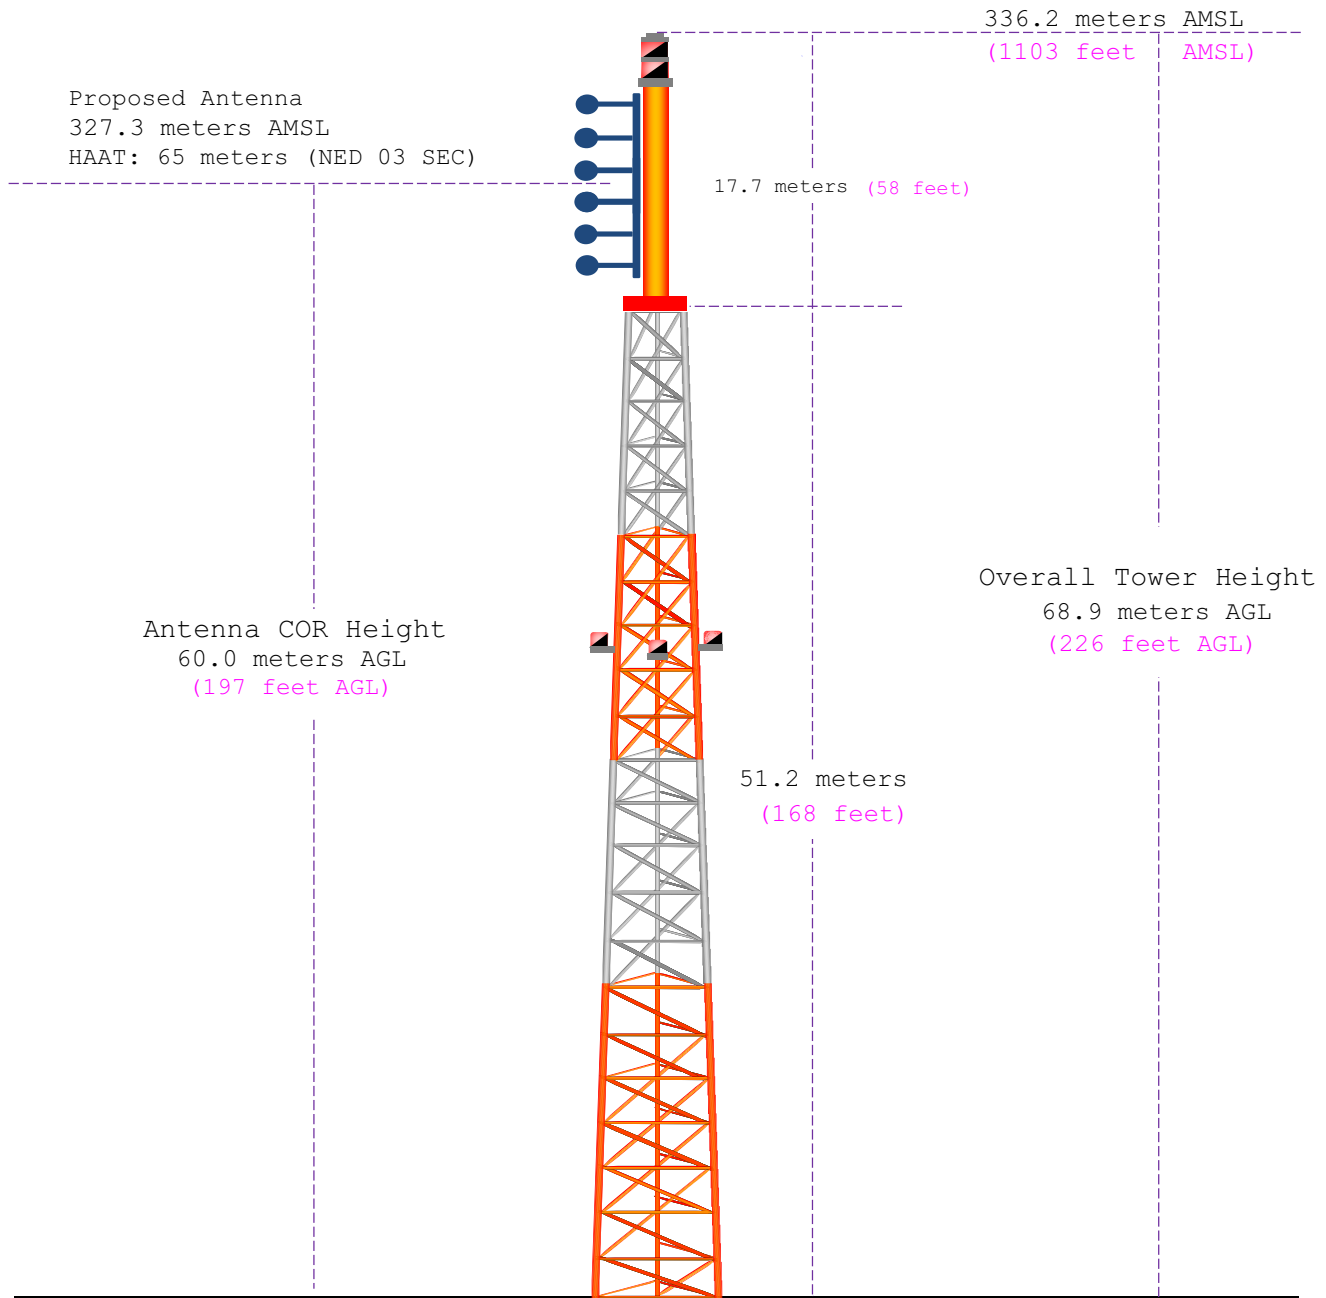 336.2 meters AMSL
(1103 feet AMSL)
Proposed Antenna
327.3 meters AMSL
HAAT: 65 meters (NED 03 SEC)
17.7 meters (58 feet)
Overall Tower Height
68.9 meters AGL
(226 feet AGL)
Antenna COR Height
60.0 meters AGL
(197 feet AGL)
51.2 meters
(168 feet)